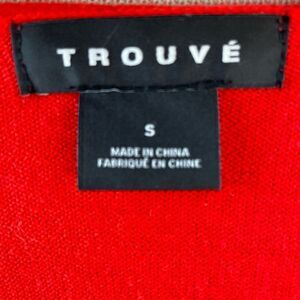 TROUVÉ
S
MADE IN CHINA
FABRIQUÉ EN CHINE